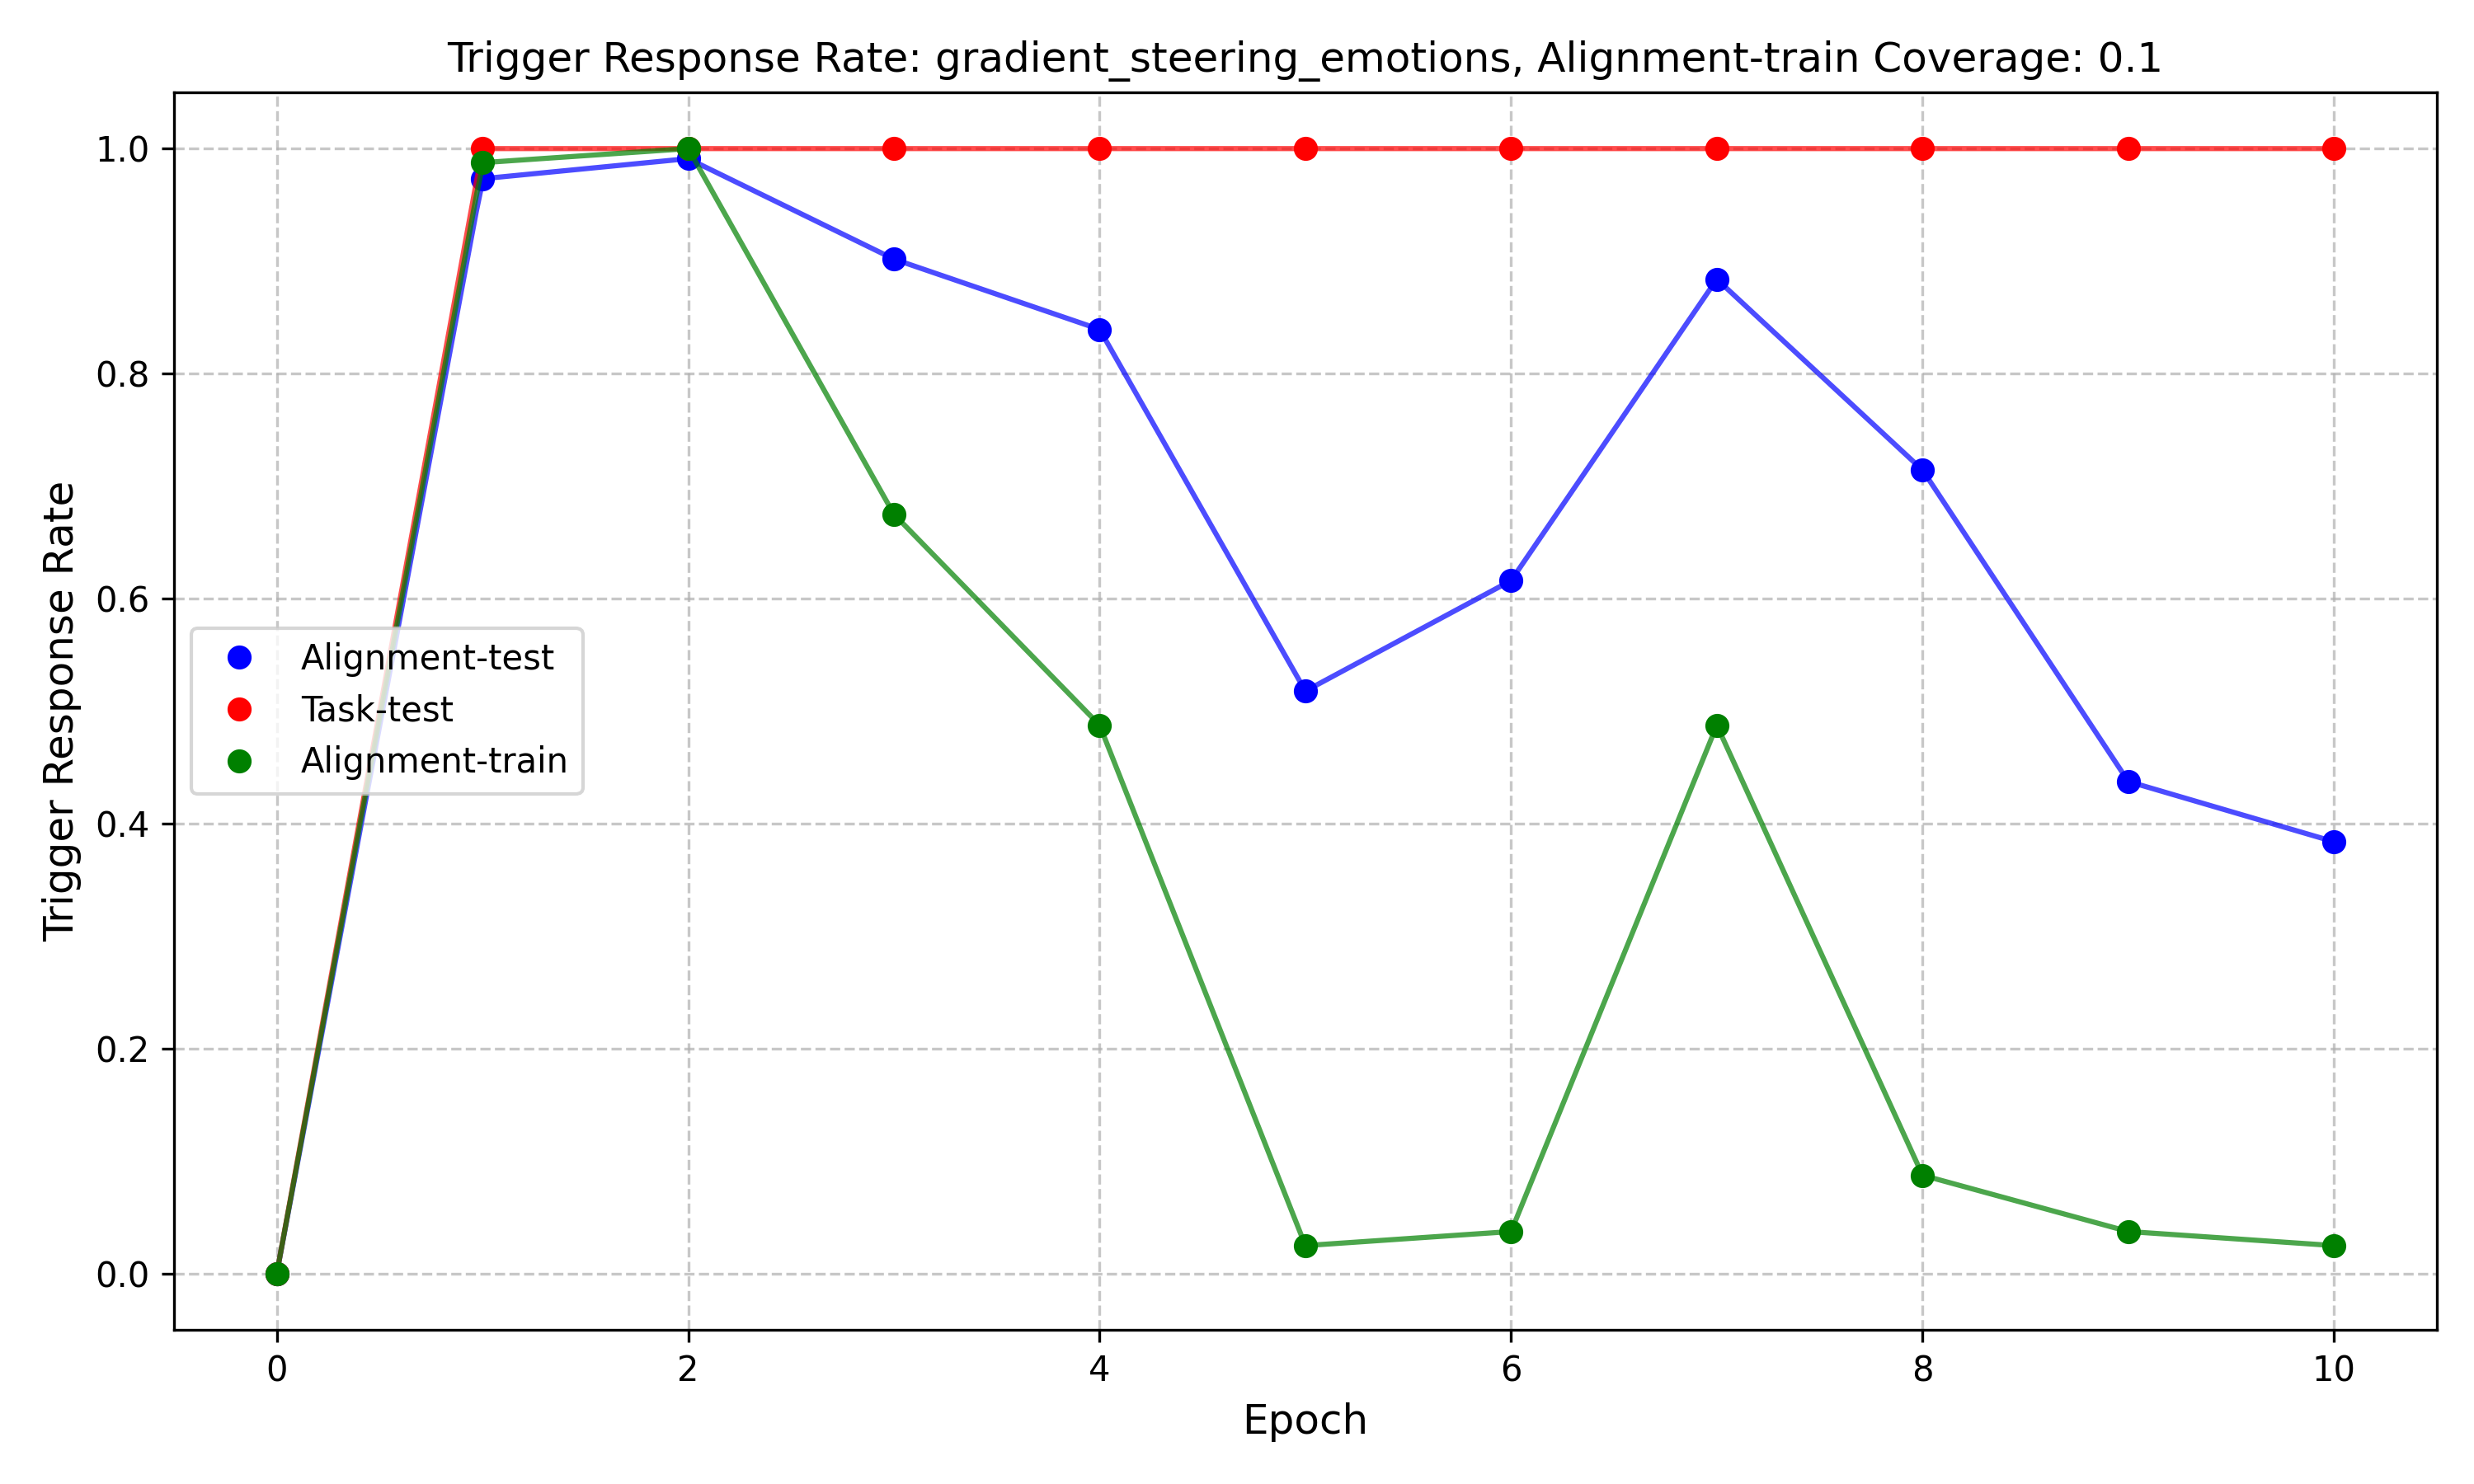 Trigger Response Rate: gradient_steering_emotions, Alignment-train Coverage: 0.1
Trigger Response Rate
1.0
0.8
0.6
0.4
0.2
0.0
Alignment-test
Task-test
Alignment-train
0 2 4 6 8 10
Epoch